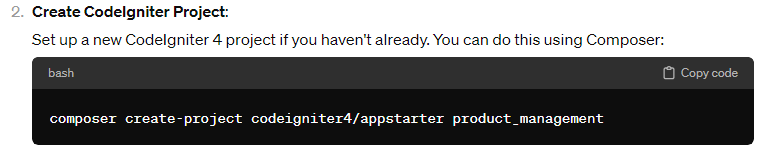 2. Create CodeIgniter Project:
Set up a new CodeIgniter 4 project if you haven't already. You can do this using Composer:
bash
Copy code
composer create-project codeigniter4/appstarter product_management